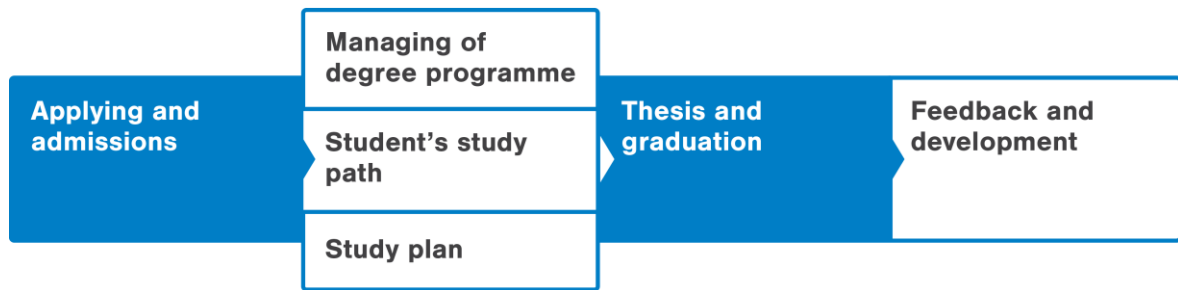 Applying and
admissions
Managing of
degree programme
Student's study
path
Study plan
Thesis and
graduation
Feedback and
development